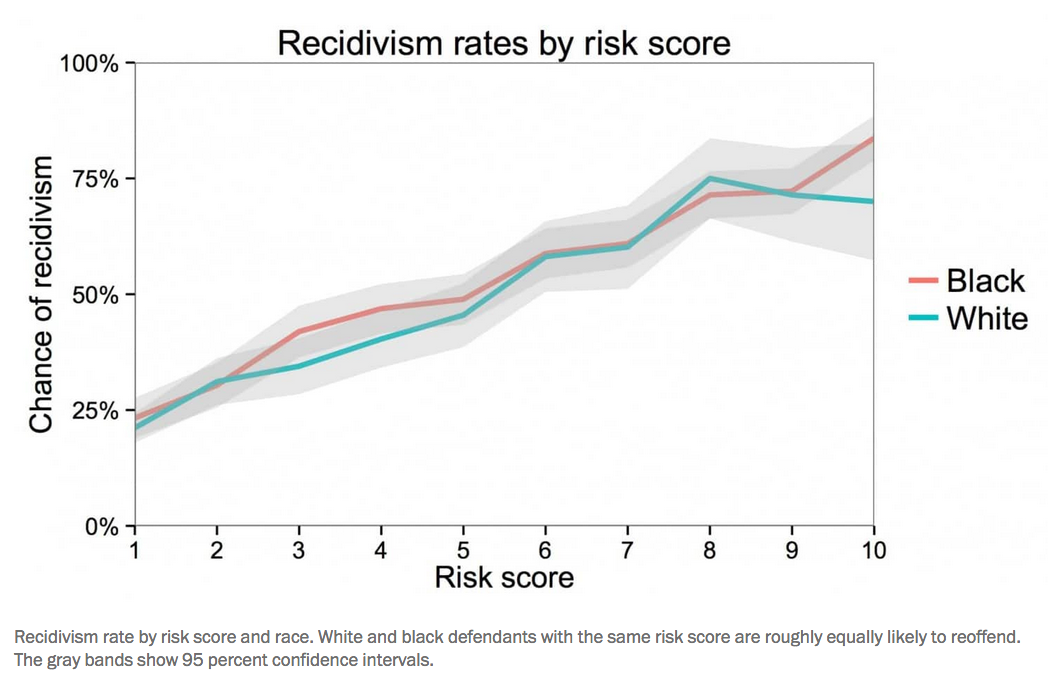 Recidivism rates by risk score
100%
75%
50%
25%
0%
Chance of recidivism
1 2 3 4 5 6 7 8 9 10
Risk score
Black
White
Recidivism rate by risk score and race. White and black defendants with the same risk score are roughly equally likely to reoffend.
The gray bands show 95 percent confidence intervals.